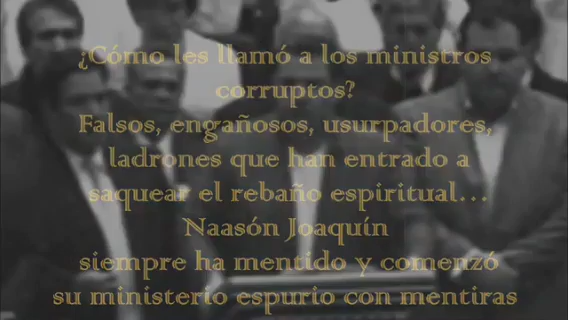 ¿Cómo les llamó a los ministros
corruptos?
Falsos, engañosos, usurpadores,
ladrones que han entrado a
saquear el rebaño espiritual...
Naasón Joaquín
siempre ha mentido y comenzó
su ministerio espurio con mentiras